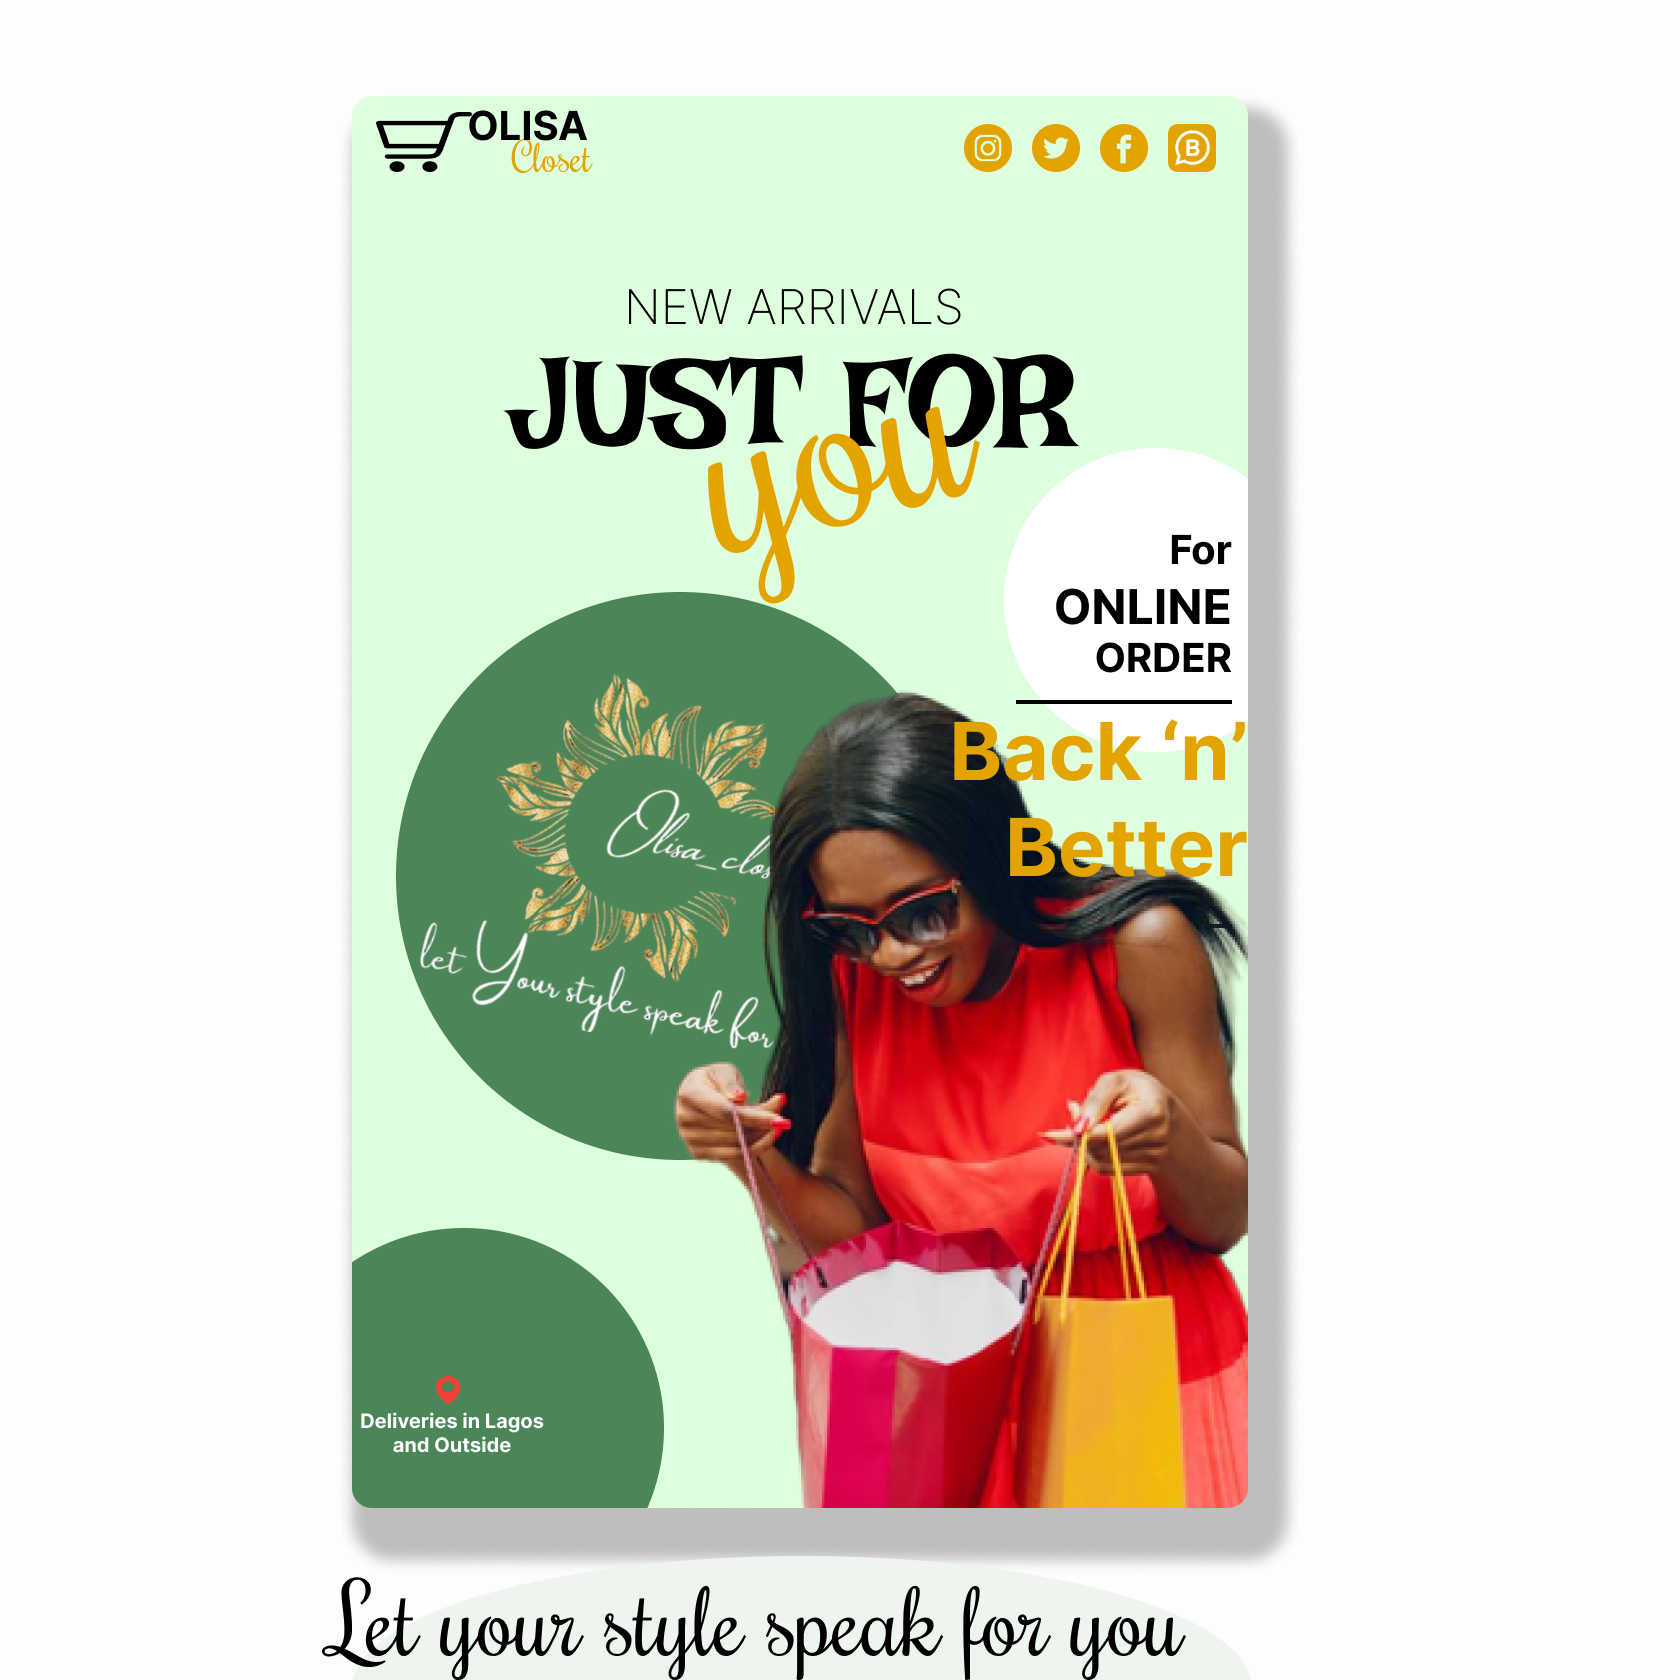 OLISA
Closet
NEW ARRIVALS
JUST FOR
you
For
ONLINE
ORDER
Back ‘n’
Better
Olisa_clos
let Your style speak for
Deliveries in Lagos
and Outside
Let your style speak for you